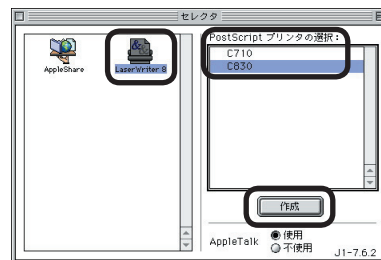 セレクタ
AppleShare
LaserWriter 8
PostScript プリンタの選択：
C710
C830
作成
AppleTalk
使用
不使用
J1-7.6.2